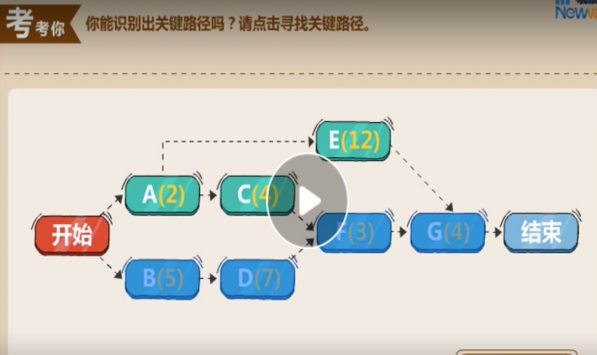 考考你
你能识别出关键路径吗？请点击寻找关键路径。
New
E(12)
A(2)
C(4)
开始
F(3)
G(4)
结束
B(5)
D(7)